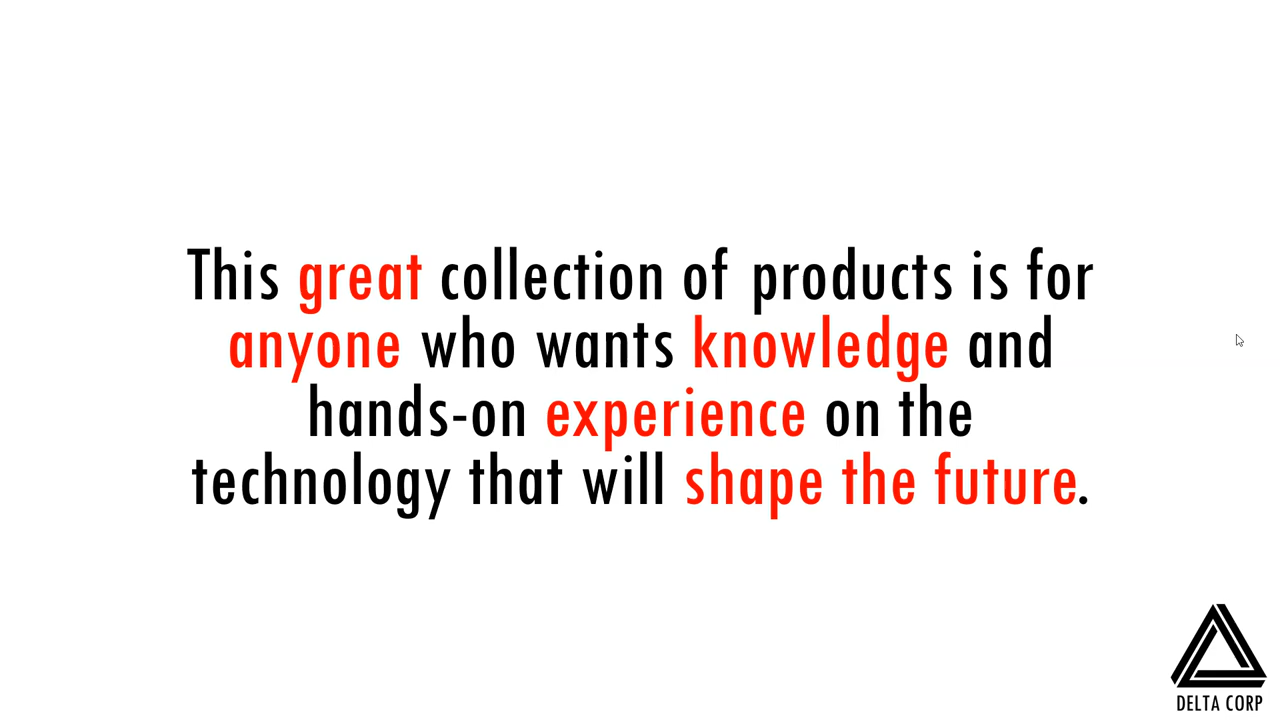 This great collection of products is for
anyone who wants knowledge and
hands-on experience on the
technology that will shape the future.
DELTA CORP